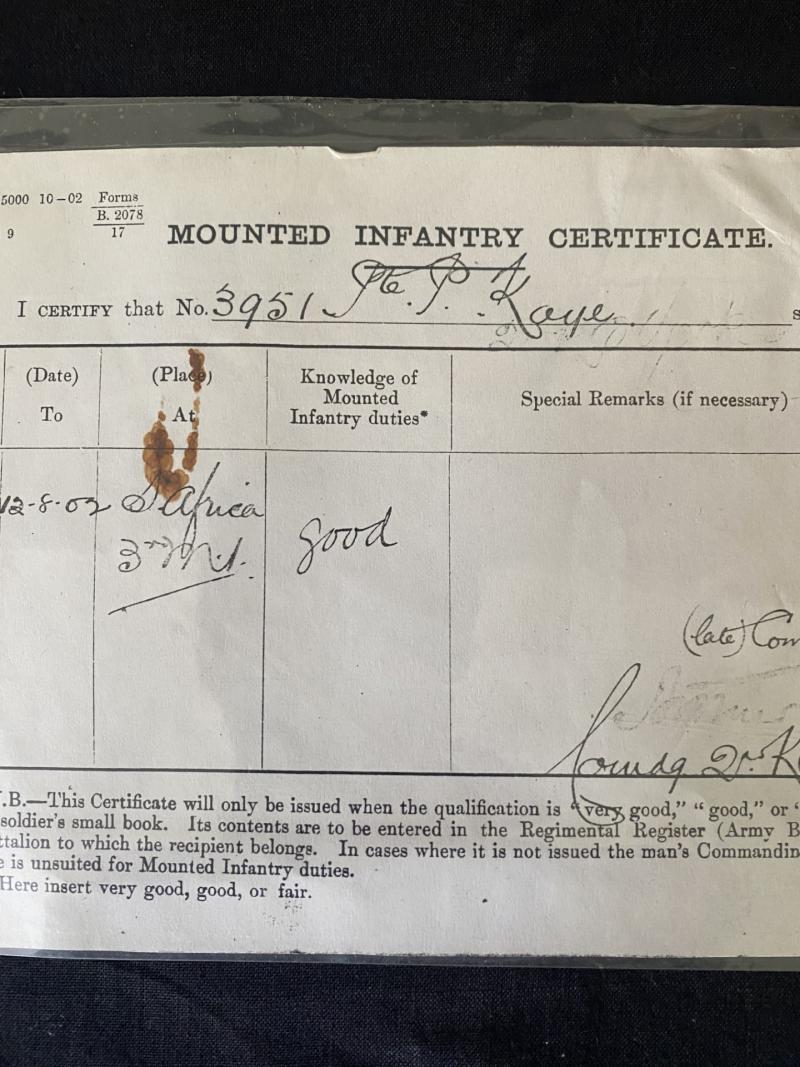 5000 10–02 Forms
B. 2078
9 17
MOUNTED INFANTRY CERTIFICATE.
I CERTIFY that No. 3951 Pte. P. Kaye s
(Date) (Place) Knowledge of Mounted Infantry duties* Special Remarks (if necessary)
To At
12-8-02 S Africa good
3rd M.I.
(late) Com
Comdg
.B.—This Certificate will only be issued when the qualification is "very good," "good," or "
soldier's small book. Its contents are to be entered in the Regimental Register (Army B
ttalion to which the recipient belongs. In cases where it is not issued the man's Commandin
e is unsuited for Mounted Infantry duties.
Here insert very good, good, or fair.